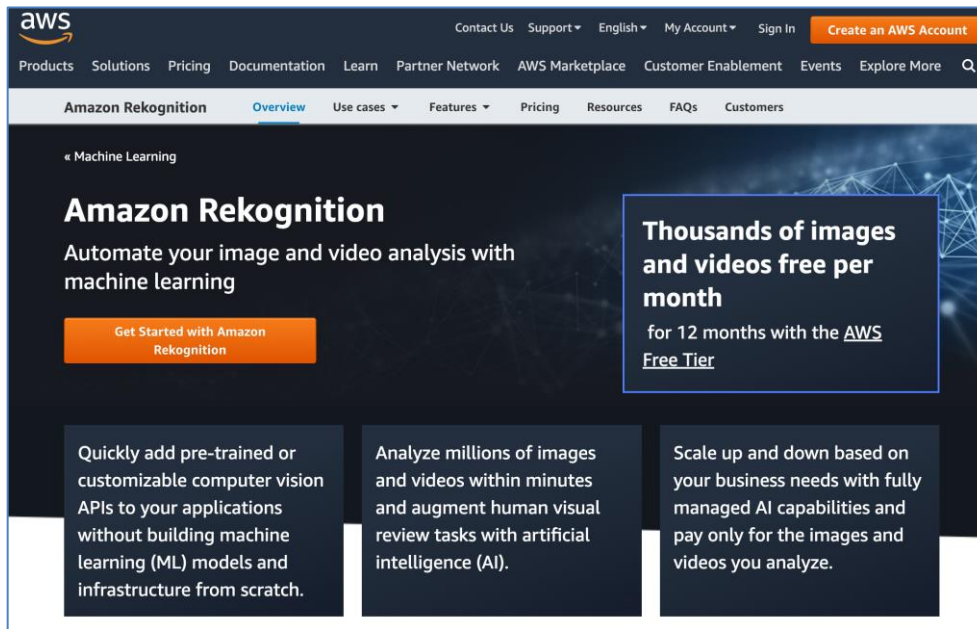 aws
Contact Us Support English My Account Sign In Create an AWS Account
Products Solutions Pricing Documentation Learn Partner Network AWS Marketplace Customer Enablement Events Explore More
Amazon Rekognition Overview Use cases Features Pricing Resources FAQs Customers
« Machine Learning
Amazon Rekognition
Automate your image and video analysis with
machine learning
Get Started with Amazon
Rekognition
Thousands of images
and videos free per
month
for 12 months with the AWS
Free Tier
Quickly add pre-trained or
customizable computer vision
APIs to your applications
without building machine
learning (ML) models and
infrastructure from scratch.
Analyze millions of images
and videos within minutes
and augment human visual
review tasks with artificial
intelligence (AI).
Scale up and down based on
your business needs with fully
managed AI capabilities and
pay only for the images and
videos you analyze.